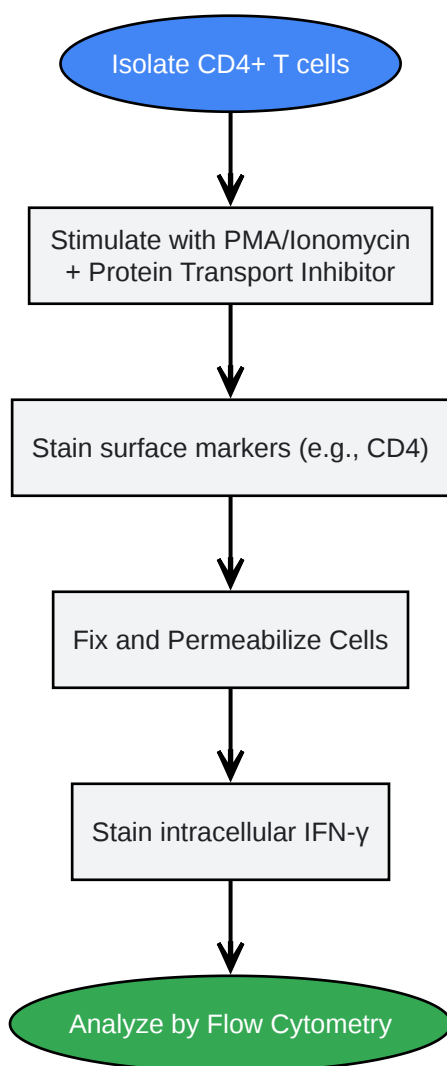 Isolate CD4+ T cells
Stimulate with PMA/Ionomycin
+ Protein Transport Inhibitor
Stain surface markers (e.g., CD4)
Fix and Permeabilize Cells
Stain intracellular IFN-γ
Analyze by Flow Cytometry